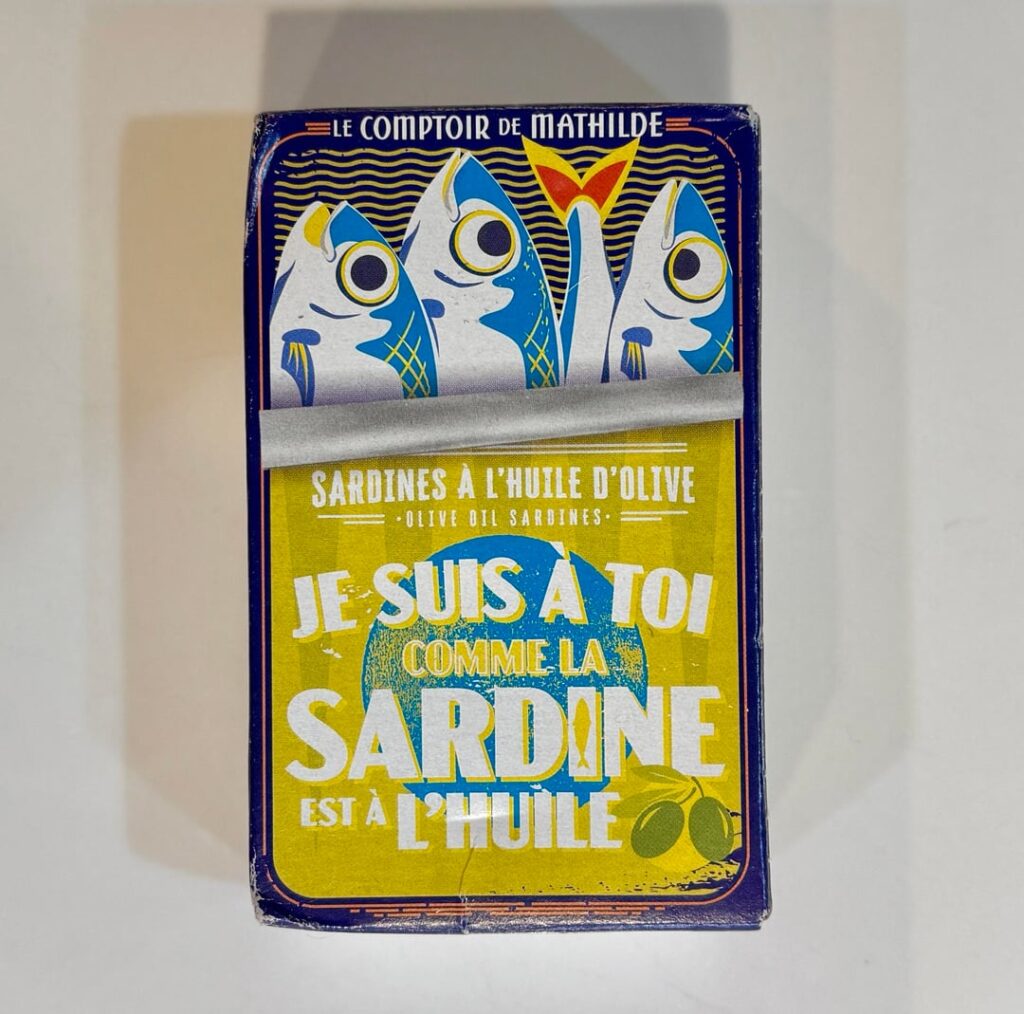 LE COMPTOIR DE MATHILDE
SARDINES À L'HUILE D'OLIVE
·OLIVE OIL SARDINES·
JE SUIS À TOI
COMME LA
SARDINE
EST À L'HUILE